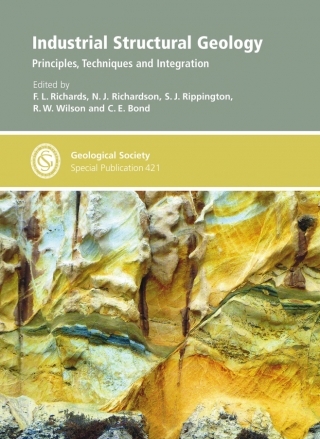 Industrial Structural Geology
Principles, Techniques and Integration
Edited by
F. L. Richards, N. J. Richardson, S. J. Rippington,
R. W. Wilson and C. E. Bond
Geological Society
Special Publication 421